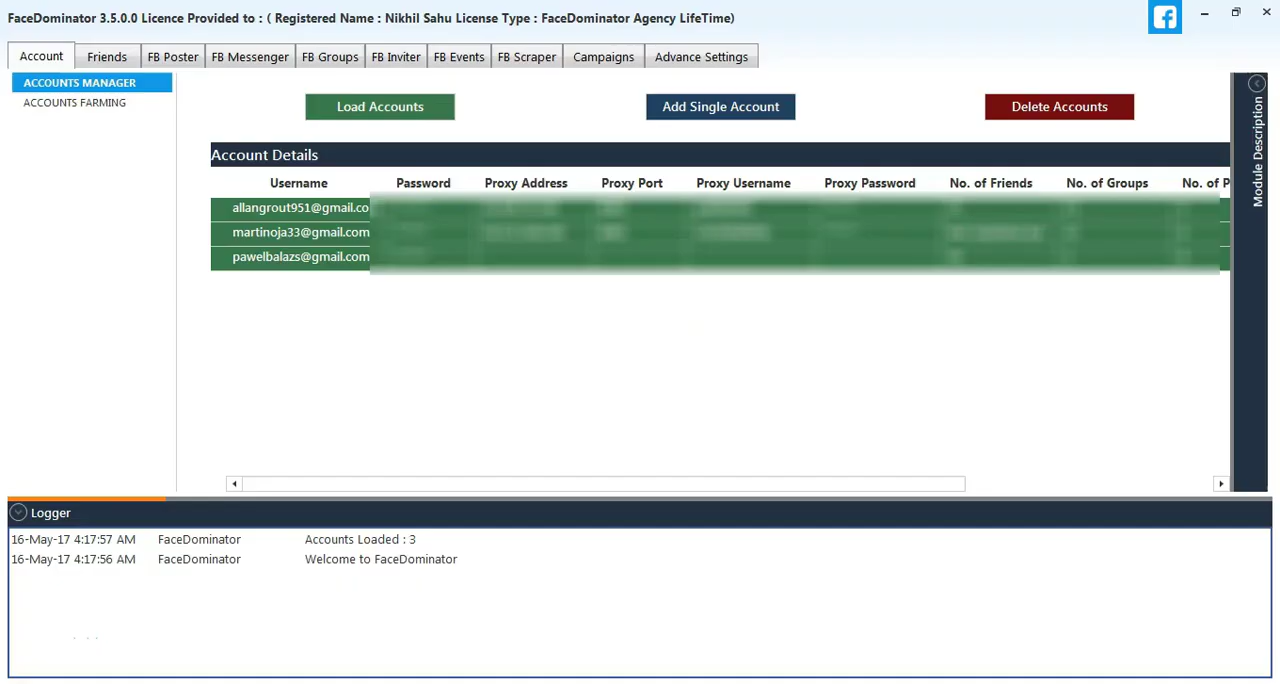 FaceDominator 3.5.0.0 Licence Provided to : ( Registered Name : Nikhil Sahu License Type : FaceDominator Agency LifeTime)
Account Friends FB Poster FB Messenger FB Groups FB Inviter FB Events FB Scraper Campaigns Advance Settings
ACCOUNTS MANAGER
ACCOUNTS FARMING
Load Accounts Add Single Account Delete Accounts
Module Description
Account Details
Username Password Proxy Address Proxy Port Proxy Username Proxy Password No. of Friends No. of Groups No. of P
allangrout951@gmail.co
martinoja33@gmail.com
pawelbalazs@gmail.com
Logger
16-May-17 4:17:57 AM FaceDominator Accounts Loaded : 3
16-May-17 4:17:56 AM FaceDominator Welcome to FaceDominator